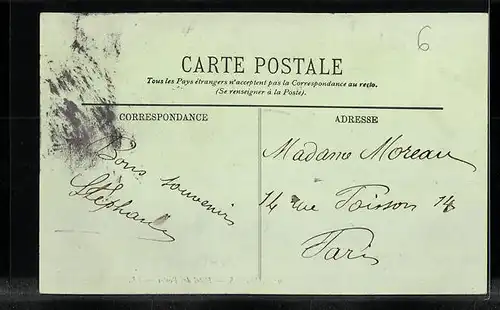 6
CARTE POSTALE
Tous les Pays étrangers n'acceptent pas la Correspondance au recto.
(Se renseigner à la Poste).
CORRESPONDANCE
ADRESSE
Bons souvenirs
Stéphanie
Madame Moreau
14 rue Poisson 14
Paris